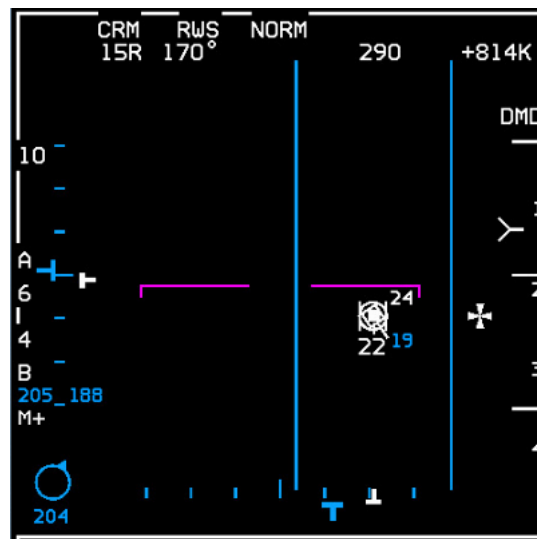 CRM RWS NORM
15R 170° 290 +814K
DMD
10
A
6
24
4
22 19
B
205_188
M+
204